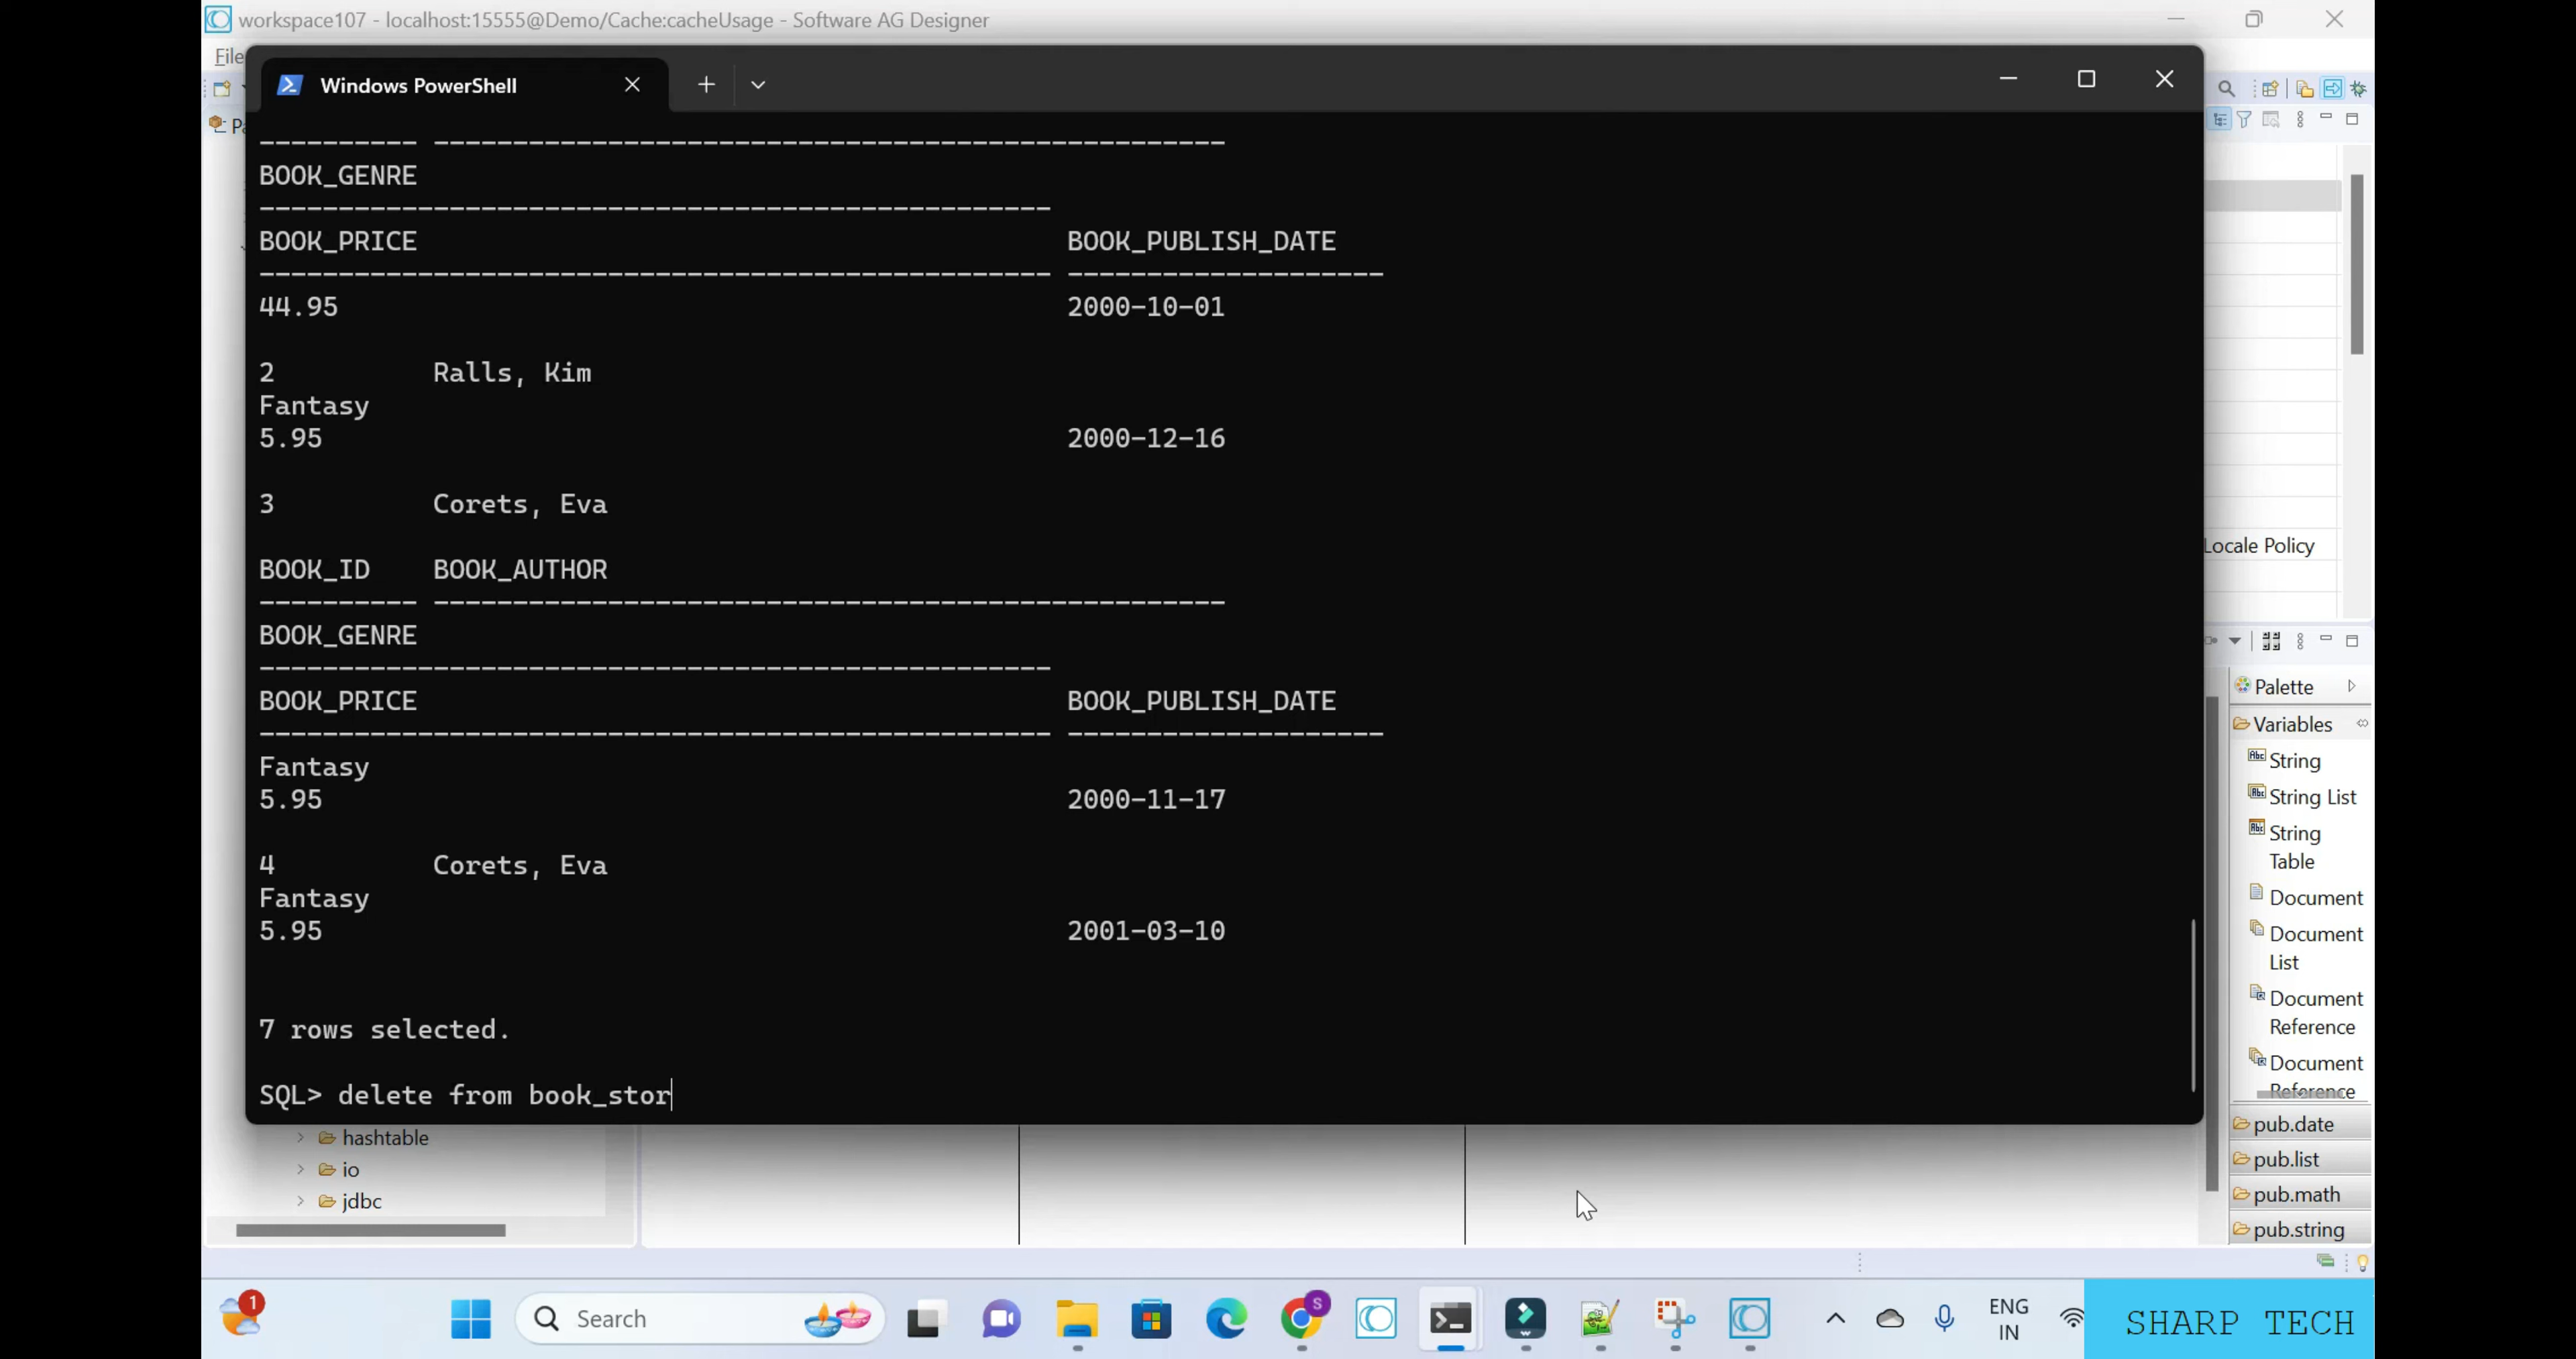 workspace107 - localhost:15555@Demo/Cache:cacheUsage - Software AG Designer
File
Windows PowerShell
---------- --------------------------------------------------
BOOK_GENRE
--------------------------------------------------
BOOK_PRICE BOOK_PUBLISH_DATE
-------------------------------------------------- --------------------
44.95 2000-10-01
2 Ralls, Kim
Fantasy
5.95 2000-12-16
3 Corets, Eva
BOOK_ID BOOK_AUTHOR
---------- --------------------------------------------------
BOOK_GENRE
--------------------------------------------------
BOOK_PRICE BOOK_PUBLISH_DATE
-------------------------------------------------- --------------------
Fantasy
5.95 2000-11-17
4 Corets, Eva
Fantasy
5.95 2001-03-10
7 rows selected.
SQL> delete from book_stor
Locale Policy
Palette
Variables
String
String List
String
Table
Document
Document
List
Document
Reference
Document
Reference
pub.date
pub.list
pub.math
pub.string
hashtable
io
jdbc
1
Search
S
ENG
IN
SHARP TECH